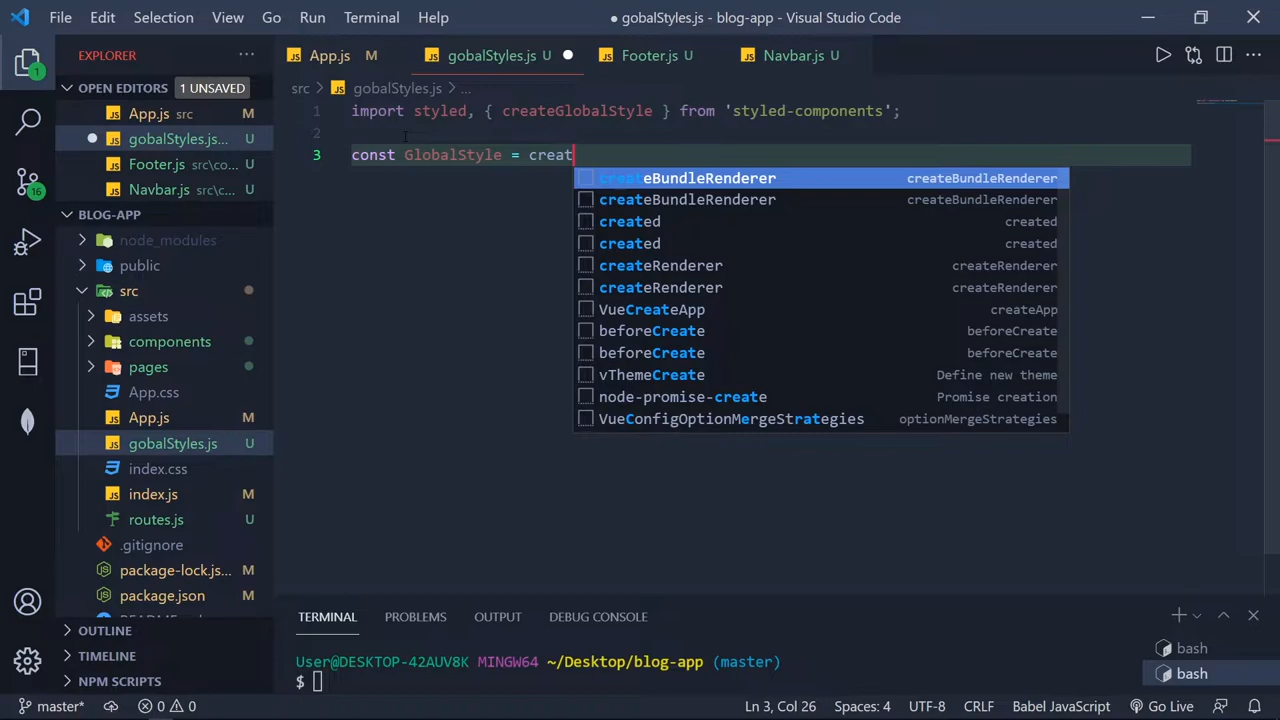 File Edit Selection View Go Run Terminal Help
● gobalStyles.js - blog-app - Visual Studio Code
EXPLORER
OPEN EDITORS 1 UNSAVED
App.js src M
gobalStyles.js... U
Footer.js src\co... U
Navbar.js src\c... U
BLOG-APP
node_modules
public
src
assets
components
pages
App.css
App.js M
gobalStyles.js U
index.css
index.js M
routes.js U
.gitignore
package-lock.js... M
package.json M
OUTLINE
TIMELINE
NPM SCRIPTS
1
16
App.js M
gobalStyles.js U
Footer.js U
Navbar.js U
src > gobalStyles.js > ...
1 import styled, { createGlobalStyle } from 'styled-components';
2
3 const GlobalStyle = creat
createBundleRenderer createBundleRenderer
createBundleRenderer createBundleRenderer
created created
created created
createRenderer createRenderer
createRenderer createRenderer
VueCreateApp createApp
beforeCreate beforeCreate
beforeCreate beforeCreate
vThemeCreate Define new theme
node-promise-create Promise creation
VueConfigOptionMergeStrategies optionMergeStrategies
TERMINAL PROBLEMS OUTPUT DEBUG CONSOLE
User@DESKTOP-42AUV8K MINGW64 ~/Desktop/blog-app (master)
$
bash
bash
master* 0 0 Ln 3, Col 26 Spaces: 4 UTF-8 CRLF Babel JavaScript Go Live